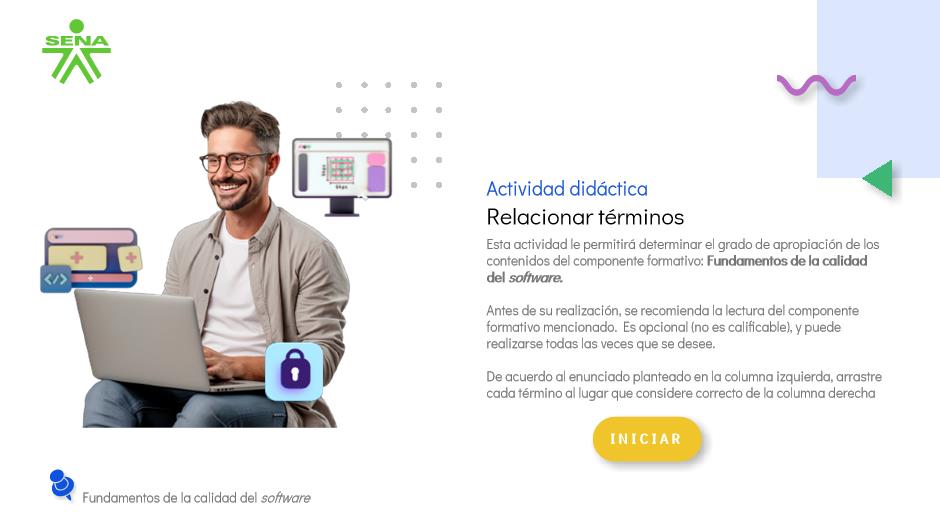 SENA
Actividad didáctica
Relacionar términos
Esta actividad le permitirá determinar el grado de apropiación de los
contenidos del componente formativo: Fundamentos de la calidad
del software.
Antes de su realización, se recomienda la lectura del componente
formativo mencionado. Es opcional (no es calificable), y puede
realizarse todas las veces que se desee.
De acuerdo al enunciado planteado en la columna izquierda, arrastre
cada término al lugar que considere correcto de la columna derecha
INICIAR
Fundamentos de la calidad del software